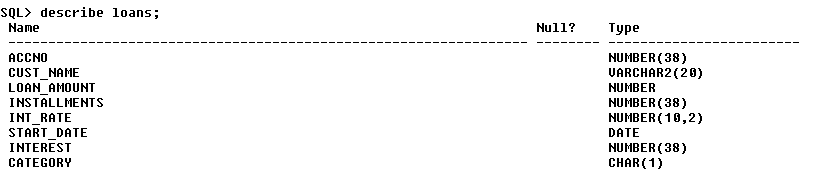 SQL> describe loans;
Name Null? Type
----------------------------------------------------------------- -------- ------------------------
ACCNO NUMBER(38)
CUST_NAME VARCHAR2(20)
LOAN_AMOUNT NUMBER
INSTALLMENTS NUMBER(38)
INT_RATE NUMBER(10,2)
START_DATE DATE
INTEREST NUMBER(38)
CATEGORY CHAR(1)